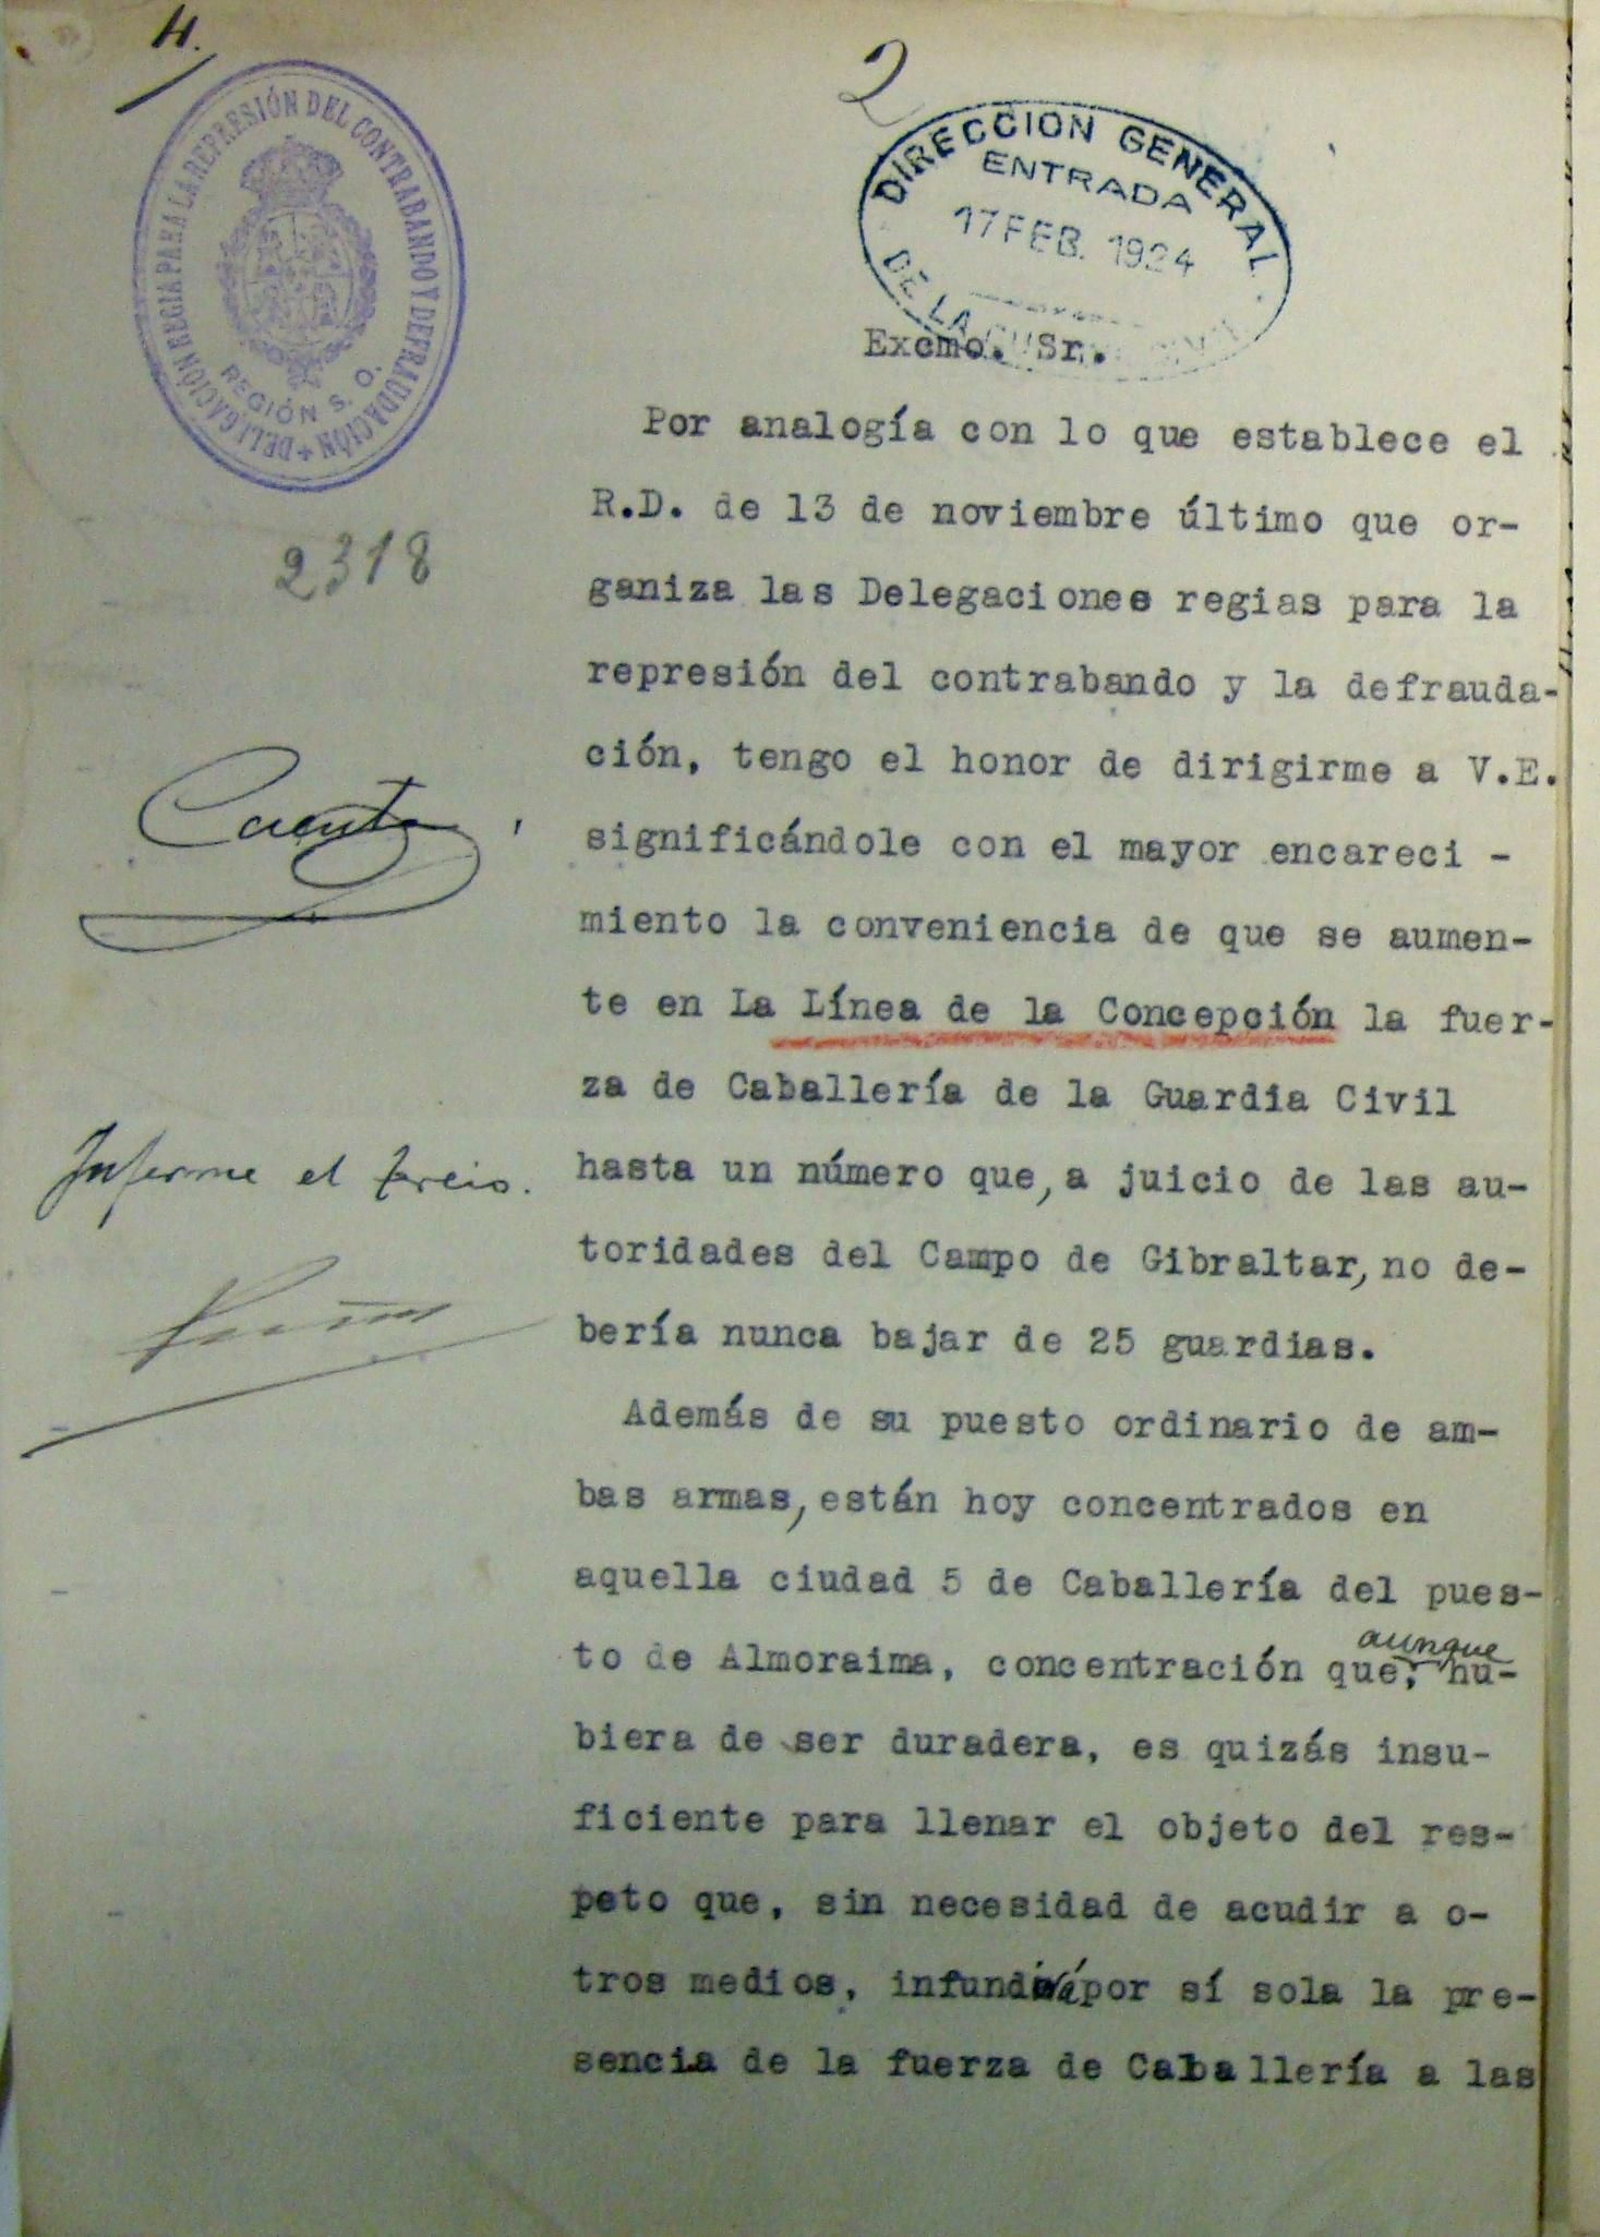 4.
2
DELEGACIÓN REGIA PARA LA REPRESIÓN DEL CONTRABANDO Y DEFRAUDACIÓN
REGIÓN S. O.
DIRECCION GENERAL
ENTRADA
17 FEB. 1924
DE LA
Excmo. Sr.
2318
Por analogía con lo que establece el
R.D. de 13 de noviembre último que or-
ganiza las Delegaciones regias para la
represión del contrabando y la defrauda-
ción, tengo el honor de dirigirme a V.E.
significándole con el mayor encareci -
miento la conveniencia de que se aumen-
te en La Línea de la Concepción la fuer-
za de Caballería de la Guardia Civil
hasta un número que, a juicio de las au-
toridades del Campo de Gibraltar, no de-
bería nunca bajar de 25 guardias.
Además de su puesto ordinario de am-
bas armas, están hoy concentrados en
aquella ciudad 5 de Caballería del pues-
to de Almoraima, concentración que, aunque hu-
biera de ser duradera, es quizás insu-
ficiente para llenar el objeto del res-
peto que, sin necesidad de acudir a o-
tros medios, infundirá por sí sola la pre-
sencia de la fuerza de Caballería a las
Cuenta
Informe el tercio.